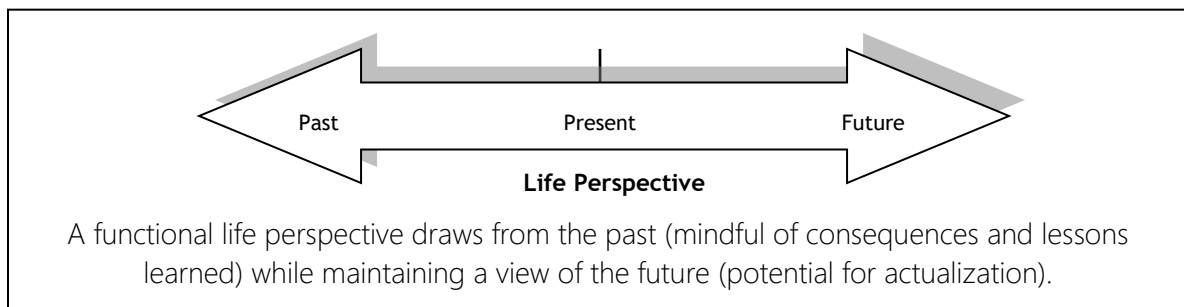 Past Present Future
Life Perspective
A functional life perspective draws from the past (mindful of consequences and lessons
learned) while maintaining a view of the future (potential for actualization).